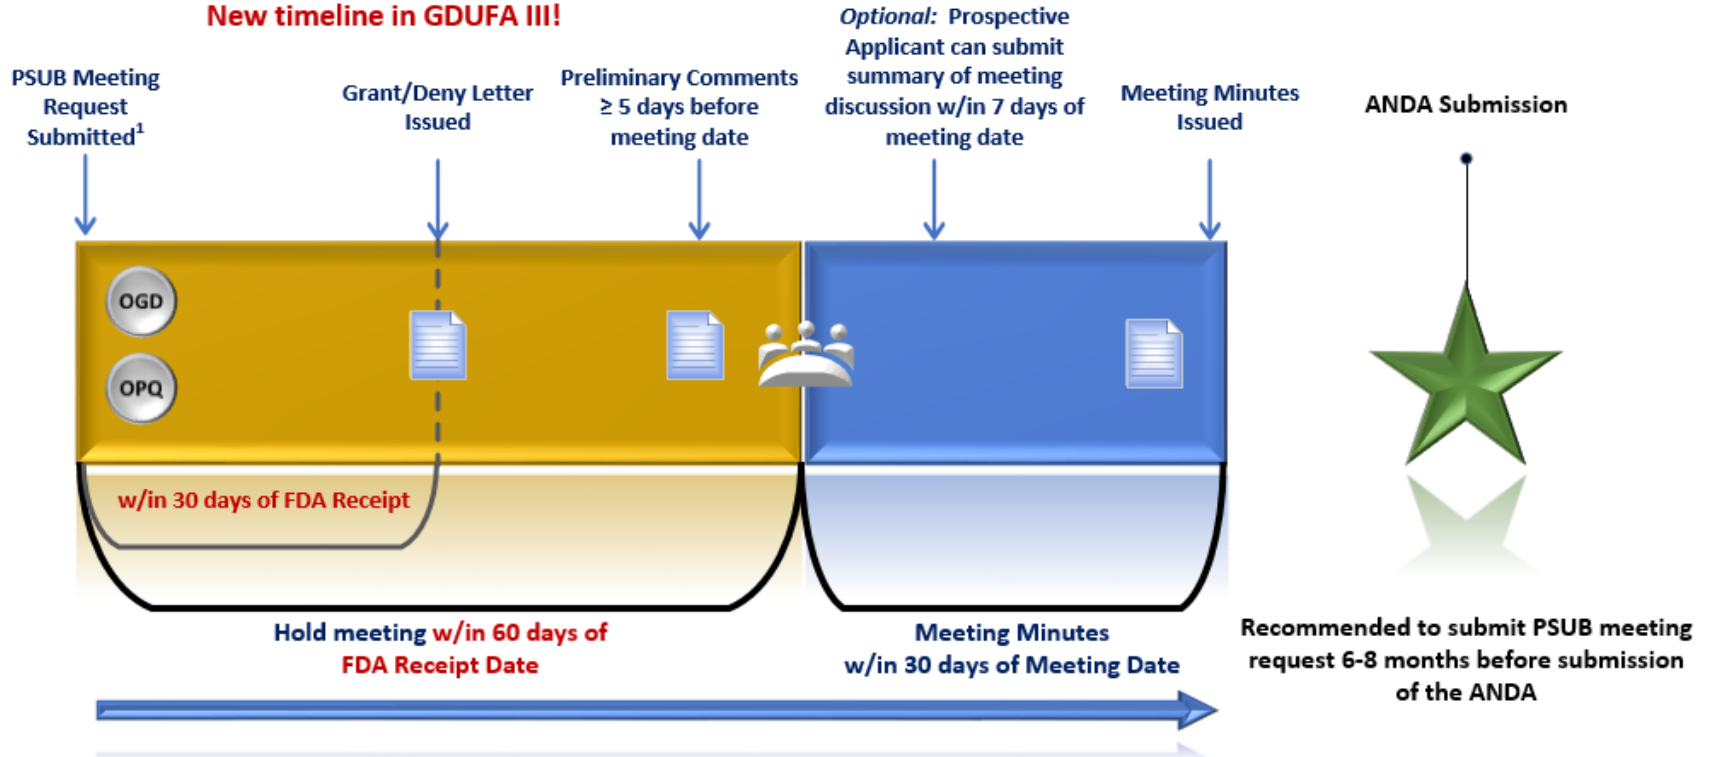 New timeline in GDUFA III!
PSUB Meeting
Request
Submitted1
Grant/Deny Letter
Issued
Preliminary Comments
≥ 5 days before
meeting date
Optional: Prospective
Applicant can submit
summary of meeting
discussion w/in 7 days of
meeting date
Meeting Minutes
Issued
ANDA Submission
OGD
OPQ
w/in 30 days of FDA Receipt
Hold meeting w/in 60 days of
FDA Receipt Date
Meeting Minutes
w/in 30 days of Meeting Date
Recommended to submit PSUB meeting
request 6-8 months before submission
of the ANDA